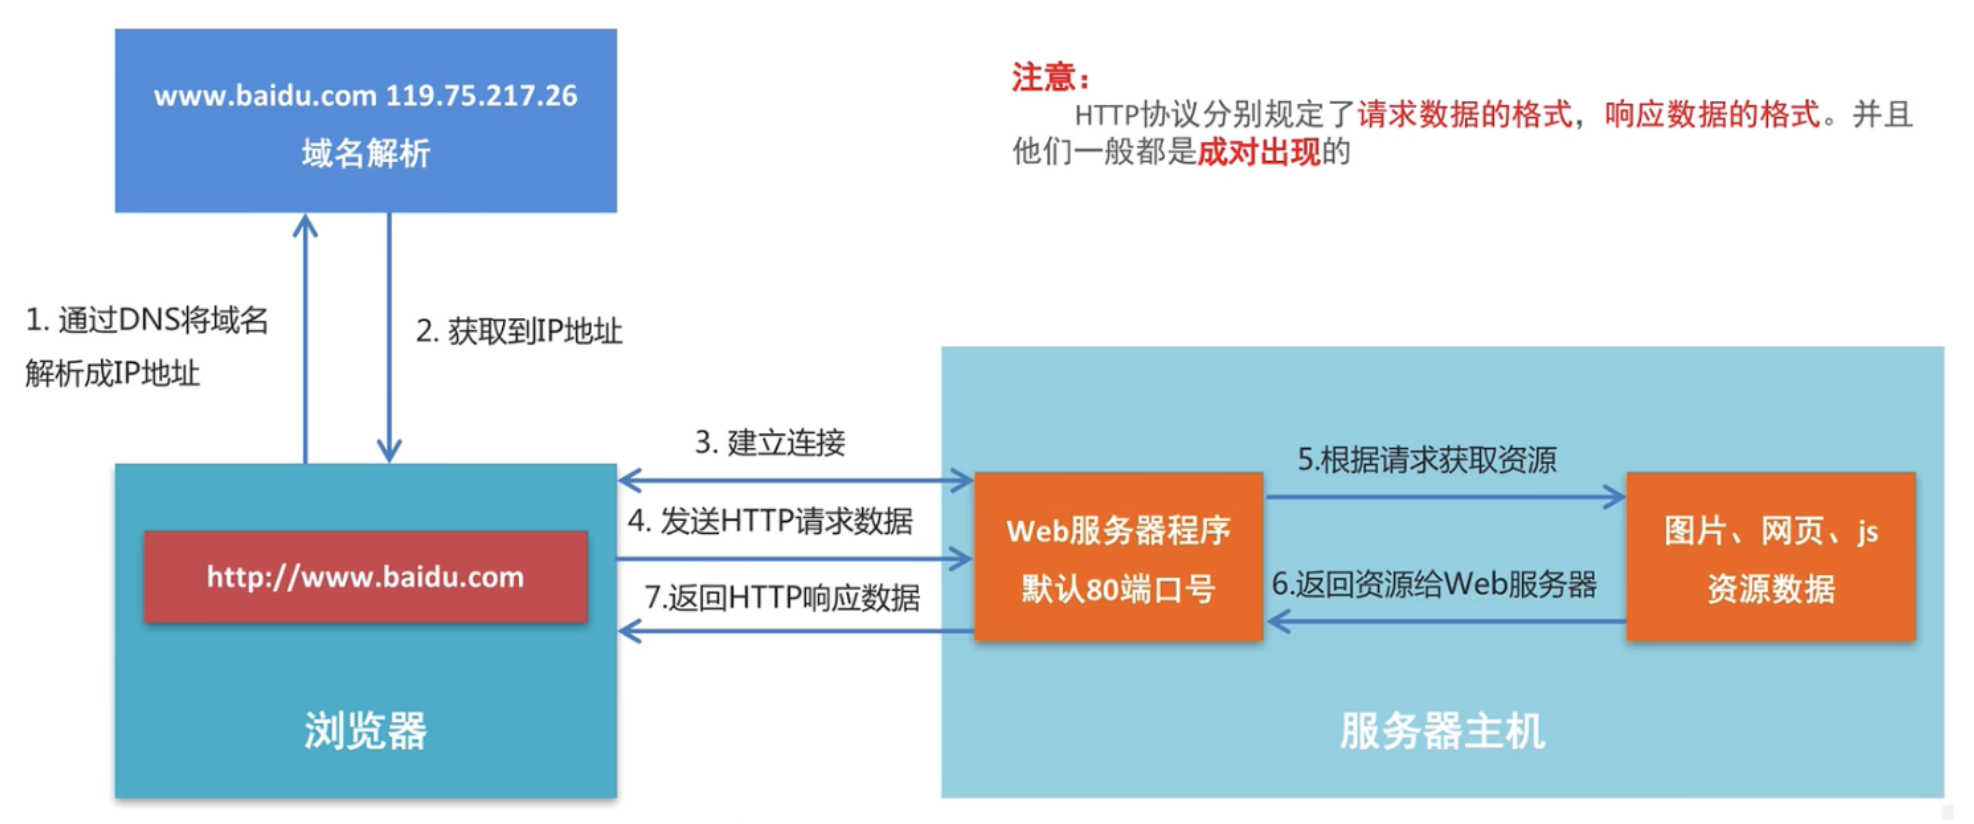 www.baidu.com 119.75.217.26
域名解析
注意：
HTTP协议分别规定了请求数据的格式，响应数据的格式。并且
他们一般都是成对出现的
1. 通过DNS将域名
解析成IP地址
2. 获取到IP地址
3. 建立连接
4. 发送HTTP请求数据
7.返回HTTP响应数据
http://www.baidu.com
浏览器
Web服务器程序
默认80端口号
5.根据请求获取资源
6.返回资源给Web服务器
图片、网页、js
资源数据
服务器主机